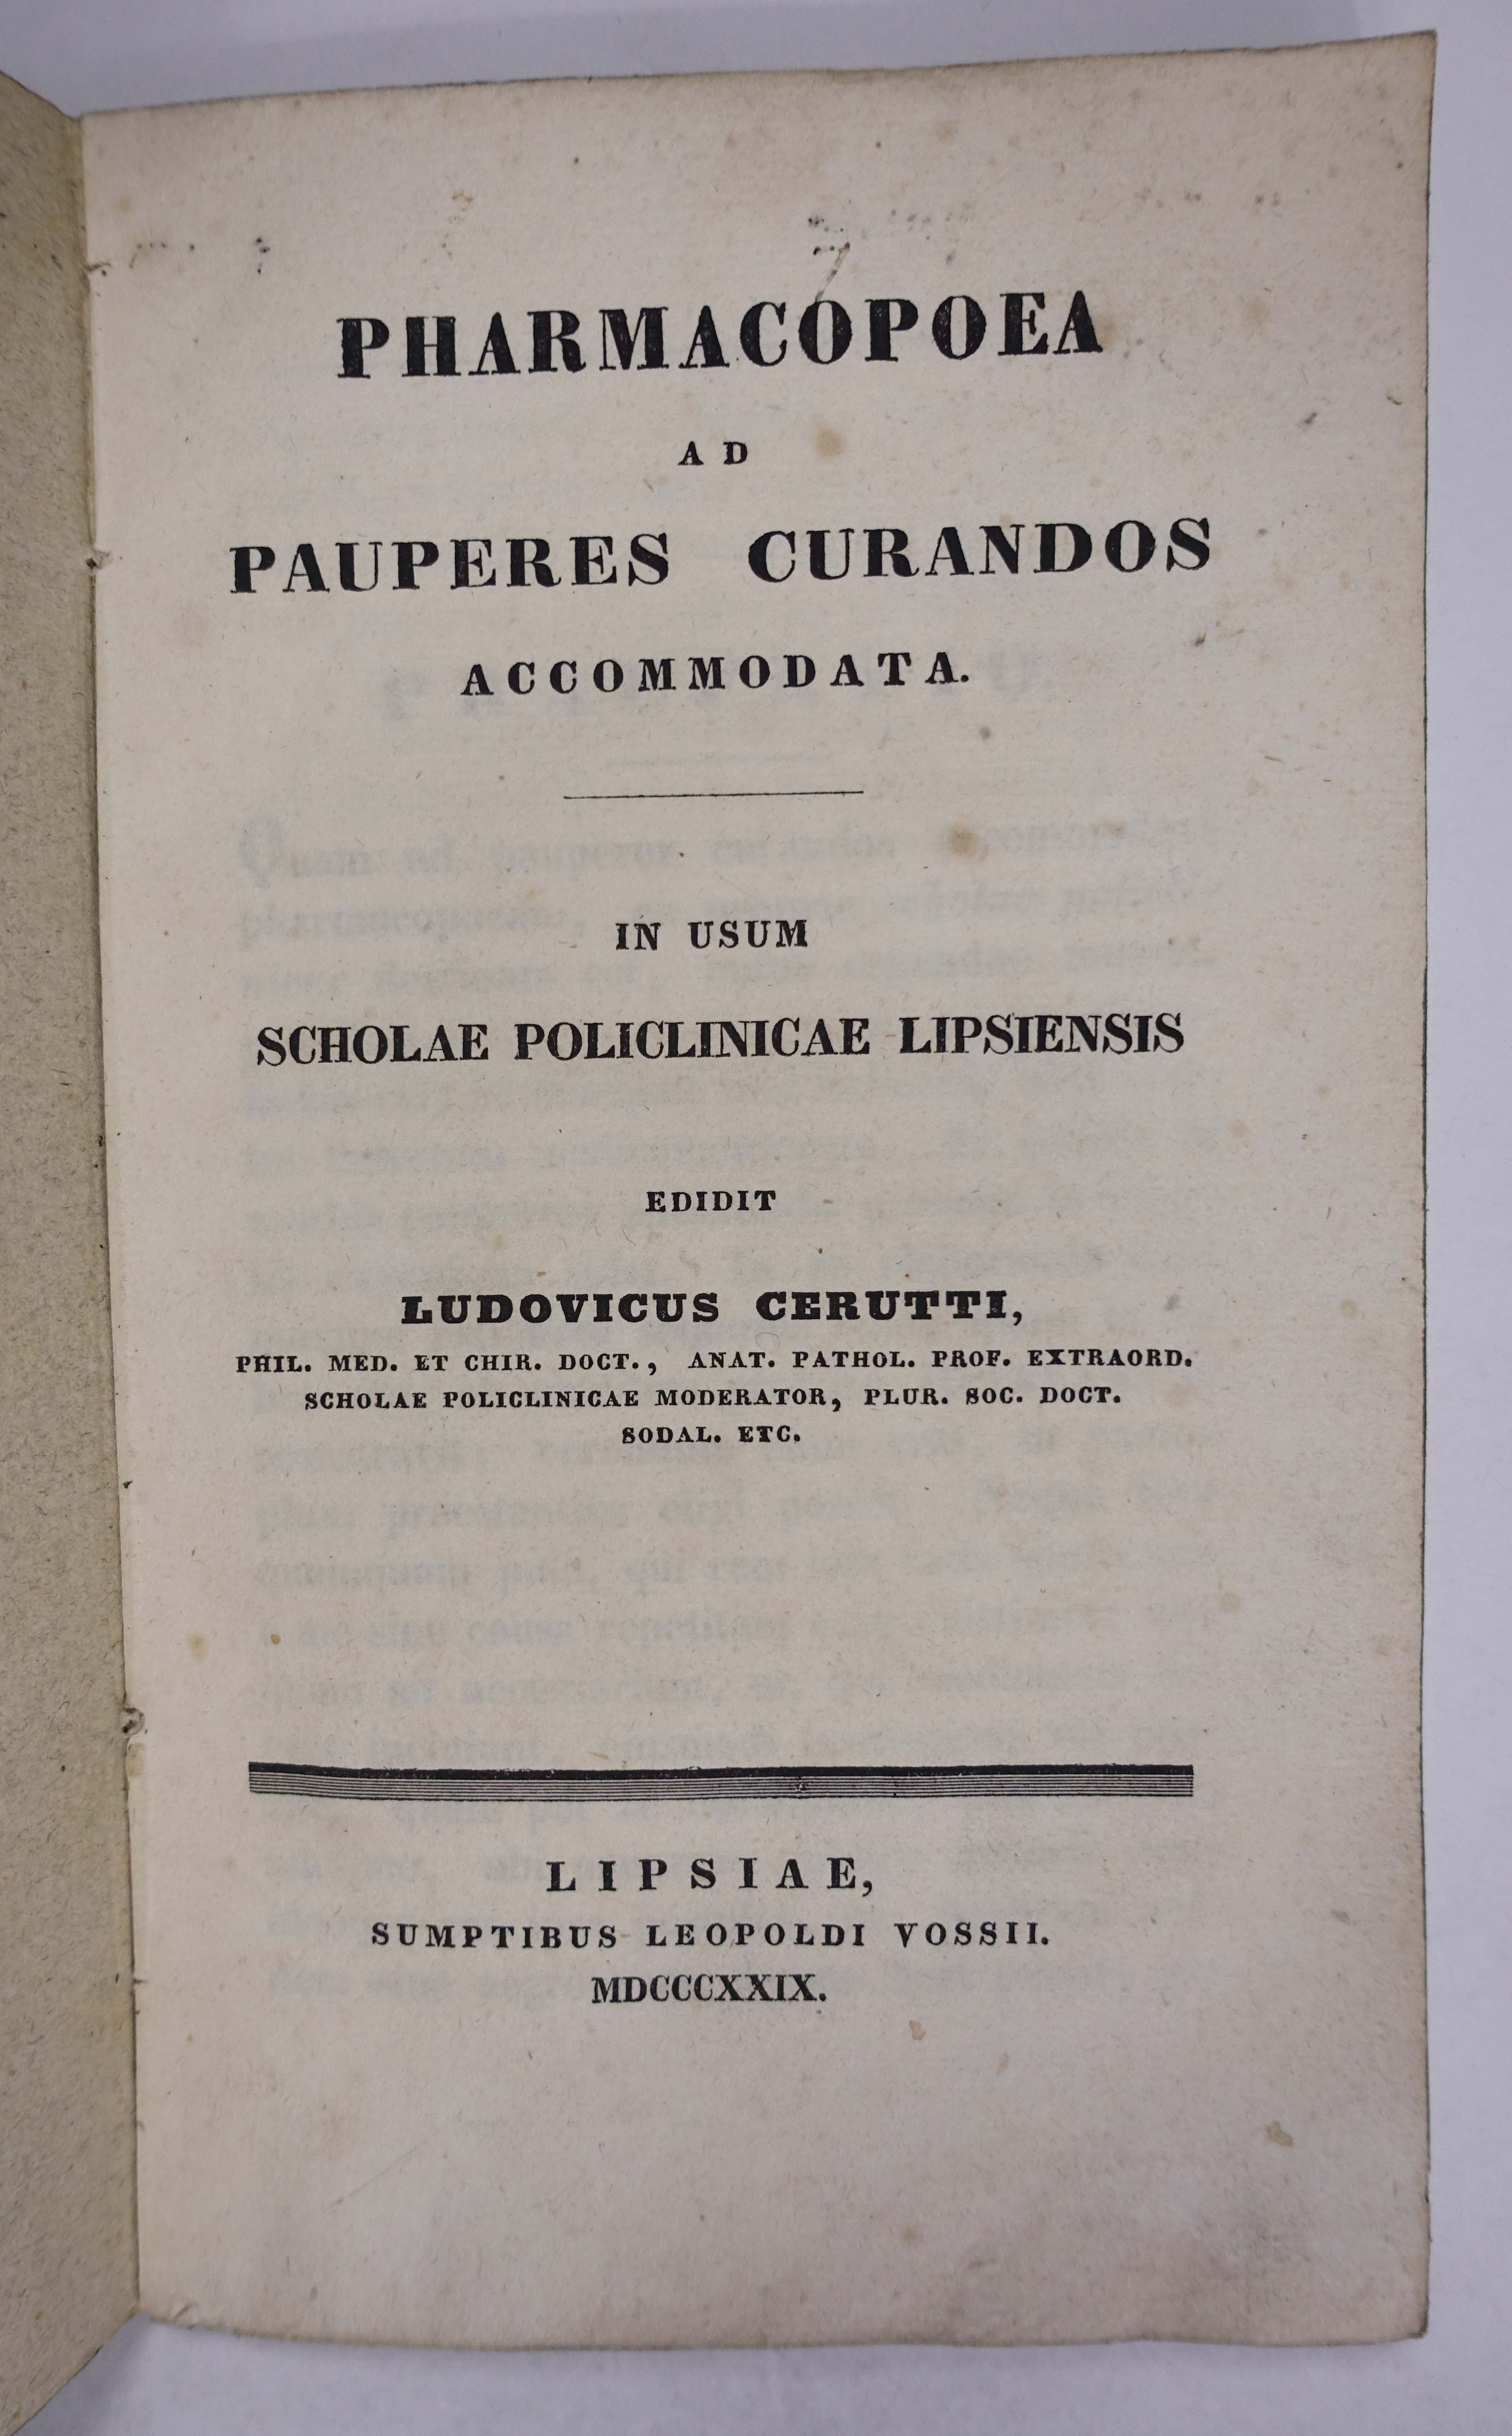 PHARMACOPOEA
AD
PAUPERES CURANDOS
ACCOMMODATA.
IN USUM
SCHOLAE POLICLINICAE LIPSIENSIS
EDIDIT
LUDOVICUS CERUTTI,
PHIL. MED. ET CHIR. DOCT., ANAT. PATHOL. PROF. EXTRAORD.
SCHOLAE POLICLINICAE MODERATOR, PLUR. SOC. DOCT.
SODAL. ETC.
LIPSIAE,
SUMPTIBUS LEOPOLDI VOSSII.
MDCCCXXIX.